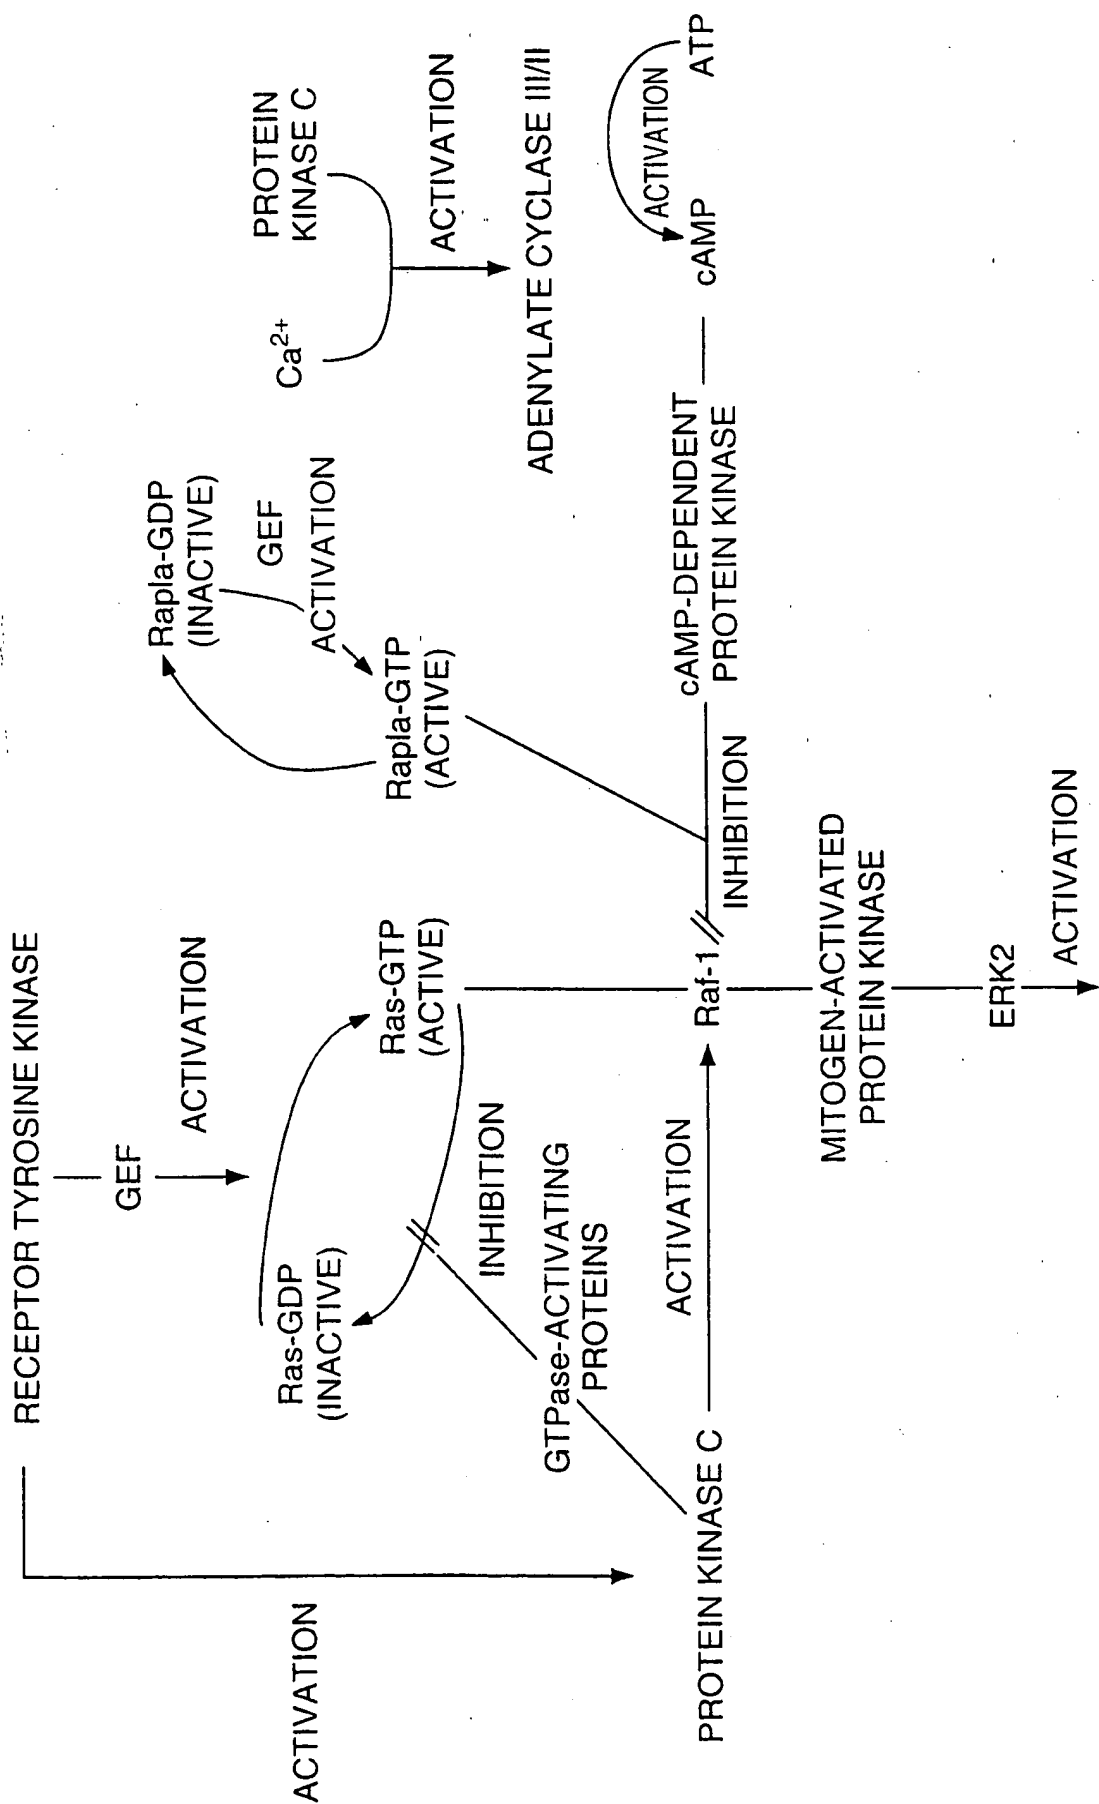 RECEPTOR TYROSINE KINASE
GEF
ACTIVATION
ACTIVATION
Ras-GDP
(INACTIVE)
Ras-GTP
(ACTIVE)
INHIBITION
GTPase-ACTIVATING
PROTEINS
PROTEIN KINASE C
ACTIVATION
Raf-1
INHIBITION
Rapla-GDP
(INACTIVE)
GEF
ACTIVATION
Rapla-GTP
(ACTIVE)
Ca2+
PROTEIN
KINASE C
ACTIVATION
ADENYLATE CYCLASE III/II
ACTIVATION
cAMP
ATP
cAMP-DEPENDENT
PROTEIN KINASE
MITOGEN-ACTIVATED
PROTEIN KINASE
ERK2
ACTIVATION